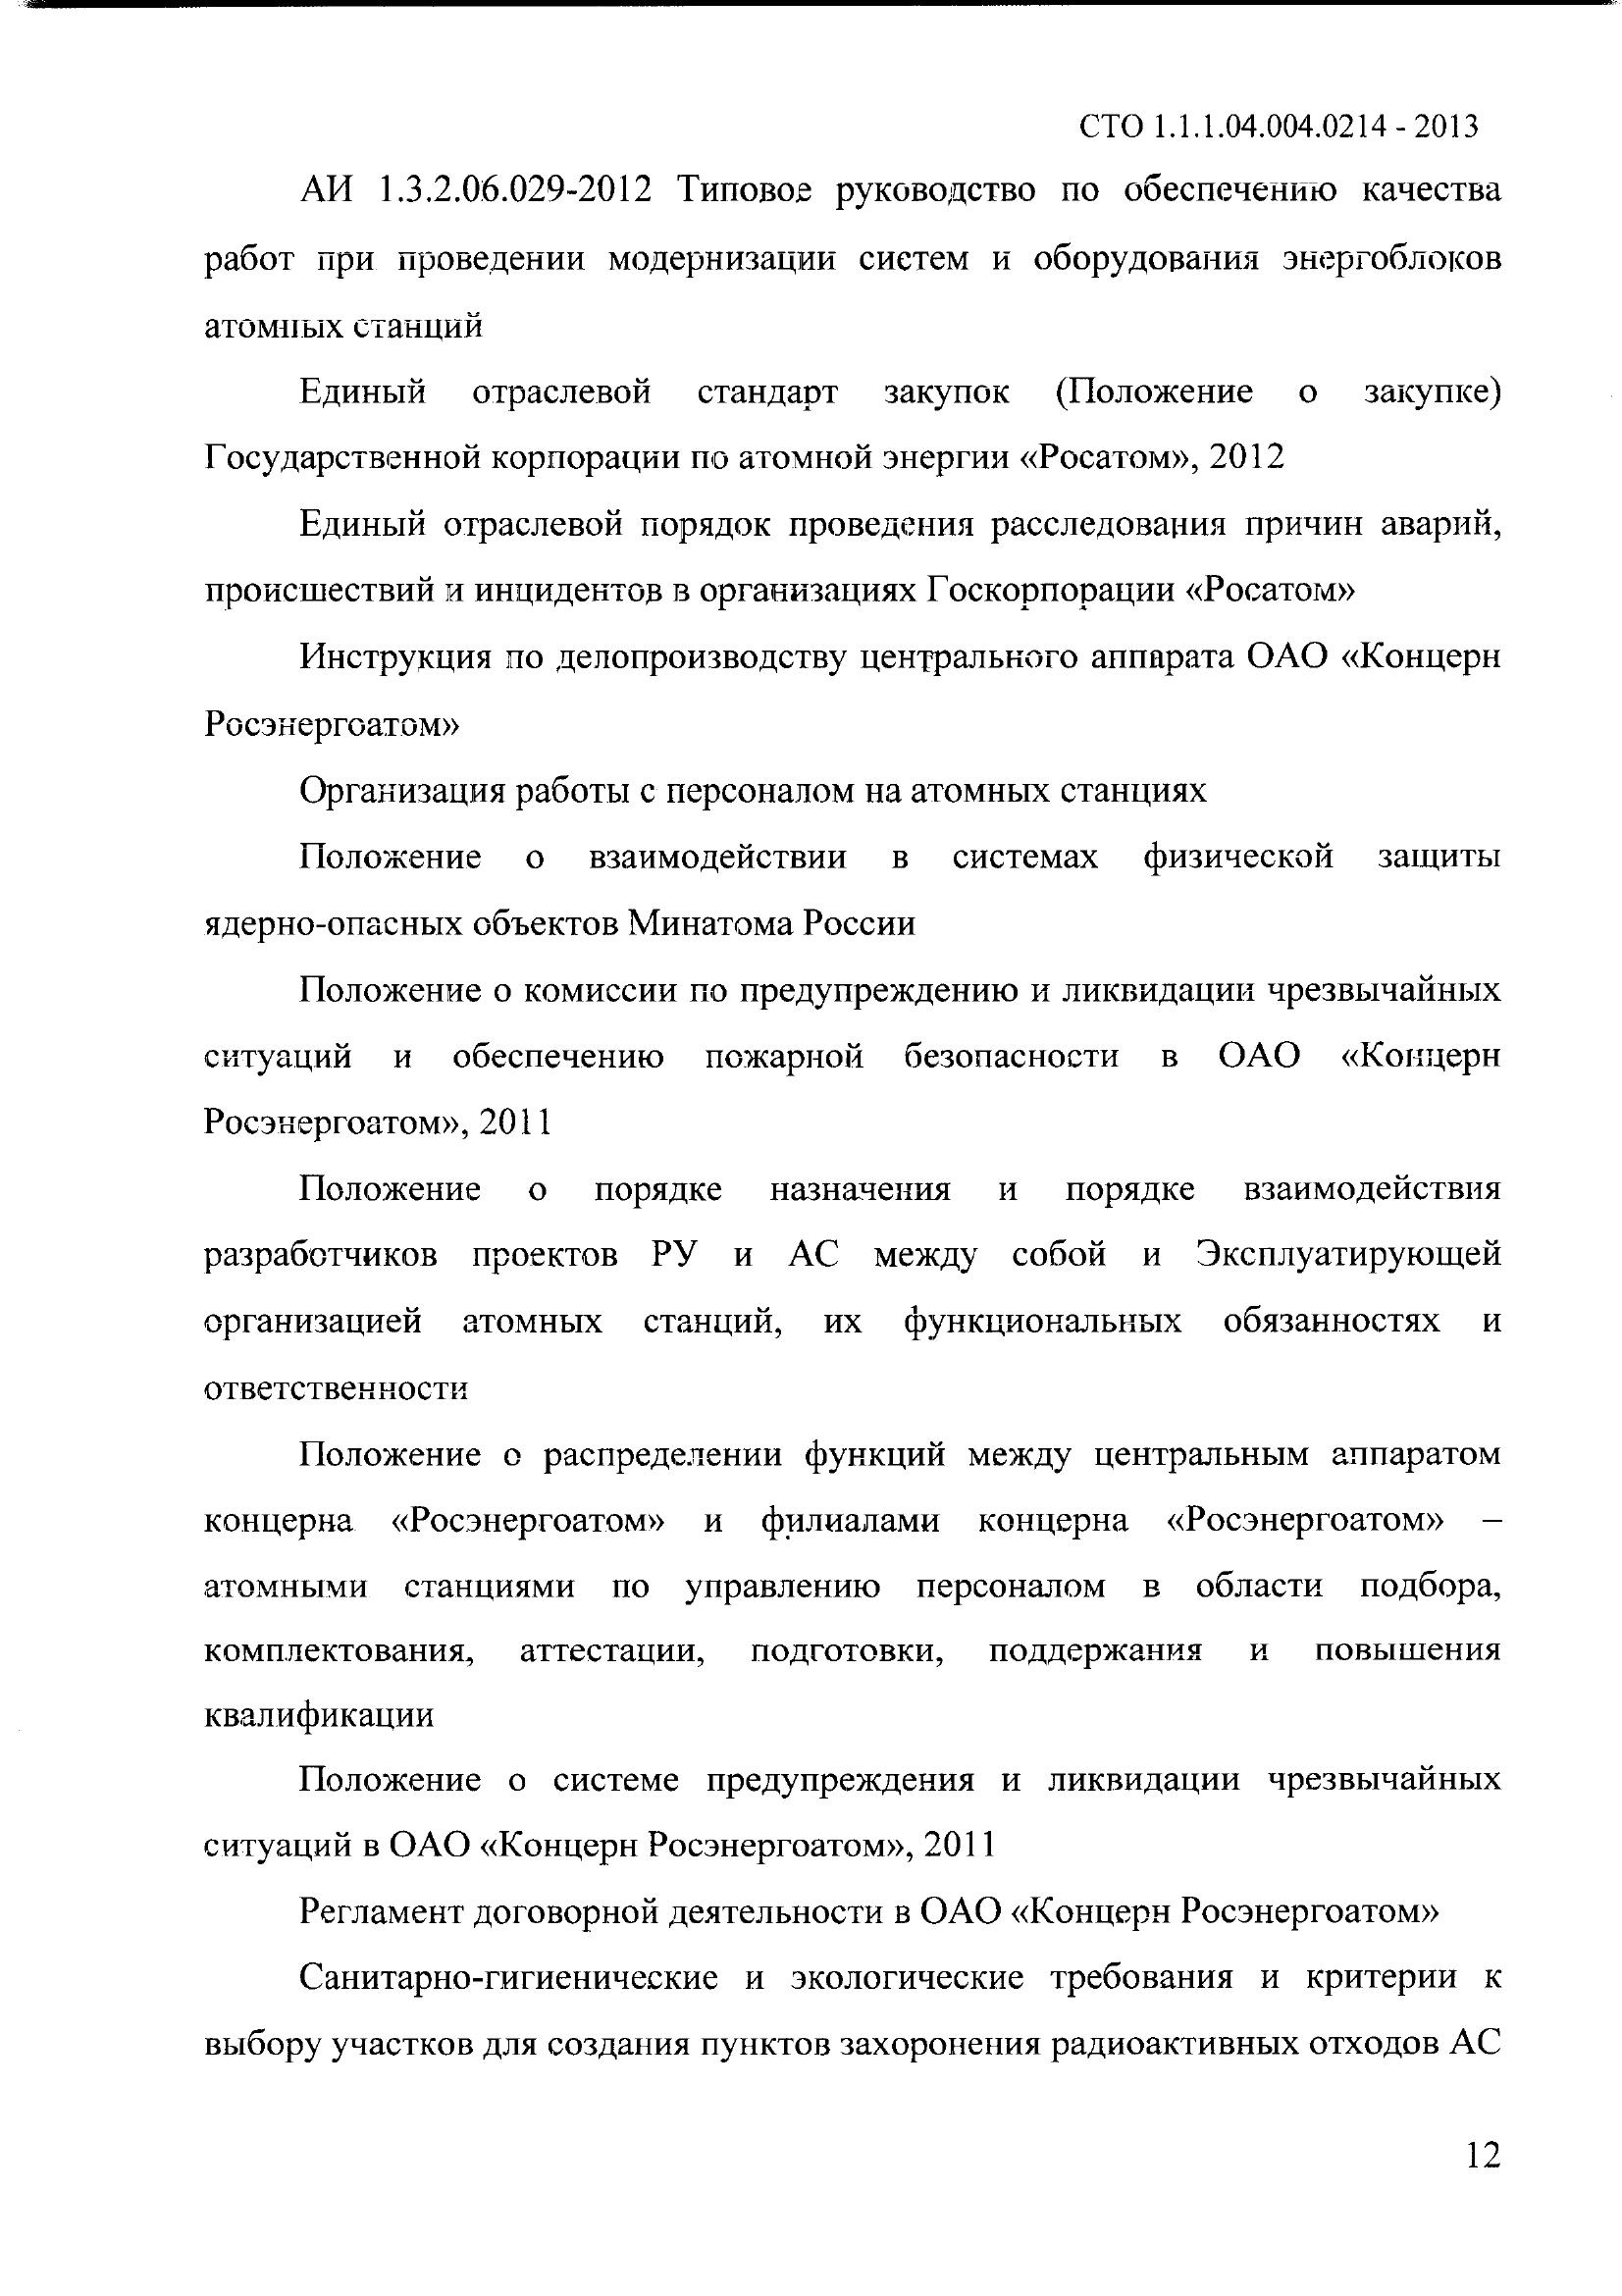 СТО 1.1.1.04.004.0214 - 2013
АИ 1.3.2.06.029-2012 Типовое руководство по обеспечению качества
работ при проведении модернизации систем и оборудования энергоблоков
атомных станций
Единый отраслевой стандарт закупок (Положение о закупке)
Государственной корпорации по атомной энергии «Росатом», 2012
Единый отраслевой порядок проведения расследования причин аварий,
происшествий и инцидентов в организациях Госкорпорации «Росатом»
Инструкция по делопроизводству центрального аппарата ОАО «Концерн
Росэнергоатом»
Организация работы с персоналом на атомных станциях
Положение о взаимодействии в системах физической защиты
ядерно-опасных объектов Минатома России
Положение о комиссии по предупреждению и ликвидации чрезвычайных
ситуаций и обеспечению пожарной безопасности в ОАО «Концерн
Росэнергоатом», 2011
Положение о порядке назначения и порядке взаимодействия
разработчиков проектов РУ и АС между собой и Эксплуатирующей
организацией атомных станций, их функциональных обязанностях и
ответственности
Положение о распределении функций между центральным аппаратом
концерна «Росэнергоатом» и филиалами концерна «Росэнергоатом» –
атомными станциями по управлению персоналом в области подбора,
комплектования, аттестации, подготовки, поддержания и повышения
квалификации
Положение о системе предупреждения и ликвидации чрезвычайных
ситуаций в ОАО «Концерн Росэнергоатом», 2011
Регламент договорной деятельности в ОАО «Концерн Росэнергоатом»
Санитарно-гигиенические и экологические требования и критерии к
выбору участков для создания пунктов захоронения радиоактивных отходов АС
12